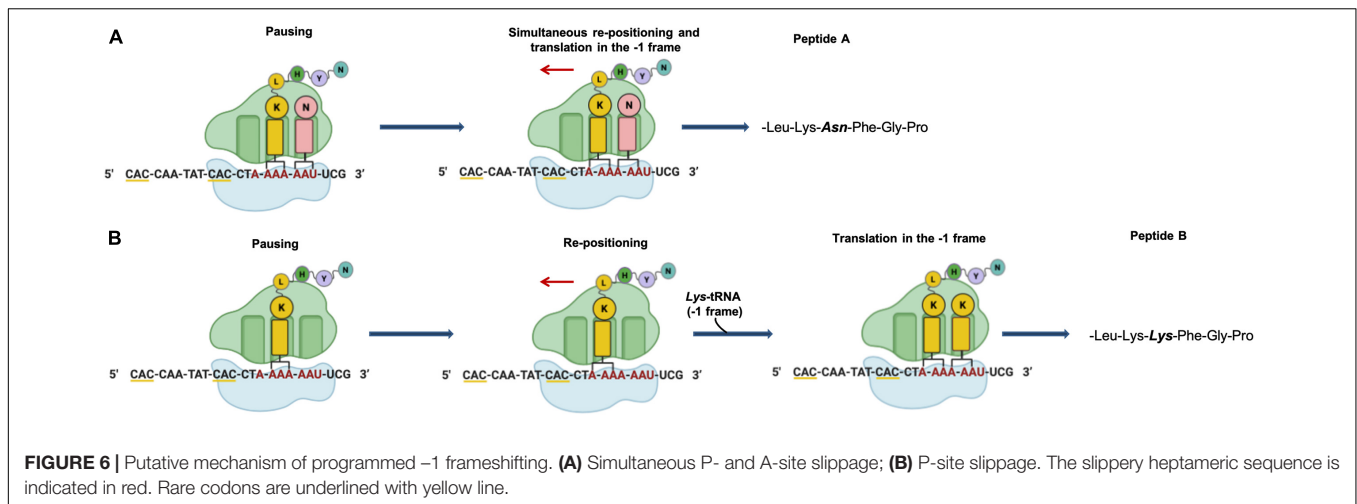 A
Pausing
Simultaneous re-positioning and
translation in the -1 frame
Peptide A
L H Y N
K N
L H Y N
K N
-Leu-Lys-Asn-Phe-Gly-Pro
5' CAC-CAA-TAT-CAC-CTA-AAA-AAU-UCG 3'
5' CAC-CAA-TAT-CAC-CTA-AAA-AAU-UCG 3'
B
Pausing
Re-positioning
Translation in the -1 frame
Peptide B
L H Y N
K
L H Y N
K
Lys-tRNA
(-1 frame)
L H Y N
K K
-Leu-Lys-Lys-Phe-Gly-Pro
5' CAC-CAA-TAT-CAC-CTA-AAA-AAU-UCG 3'
5' CAC-CAA-TAT-CAC-CTA-AAA-AAU-UCG 3'
5' CAC-CAA-TAT-CAC-CTA-AAA-AAU-UCG 3'
FIGURE 6 | Putative mechanism of programmed –1 frameshifting. (A) Simultaneous P- and A-site slippage; (B) P-site slippage. The slippery heptameric sequence is
indicated in red. Rare codons are underlined with yellow line.